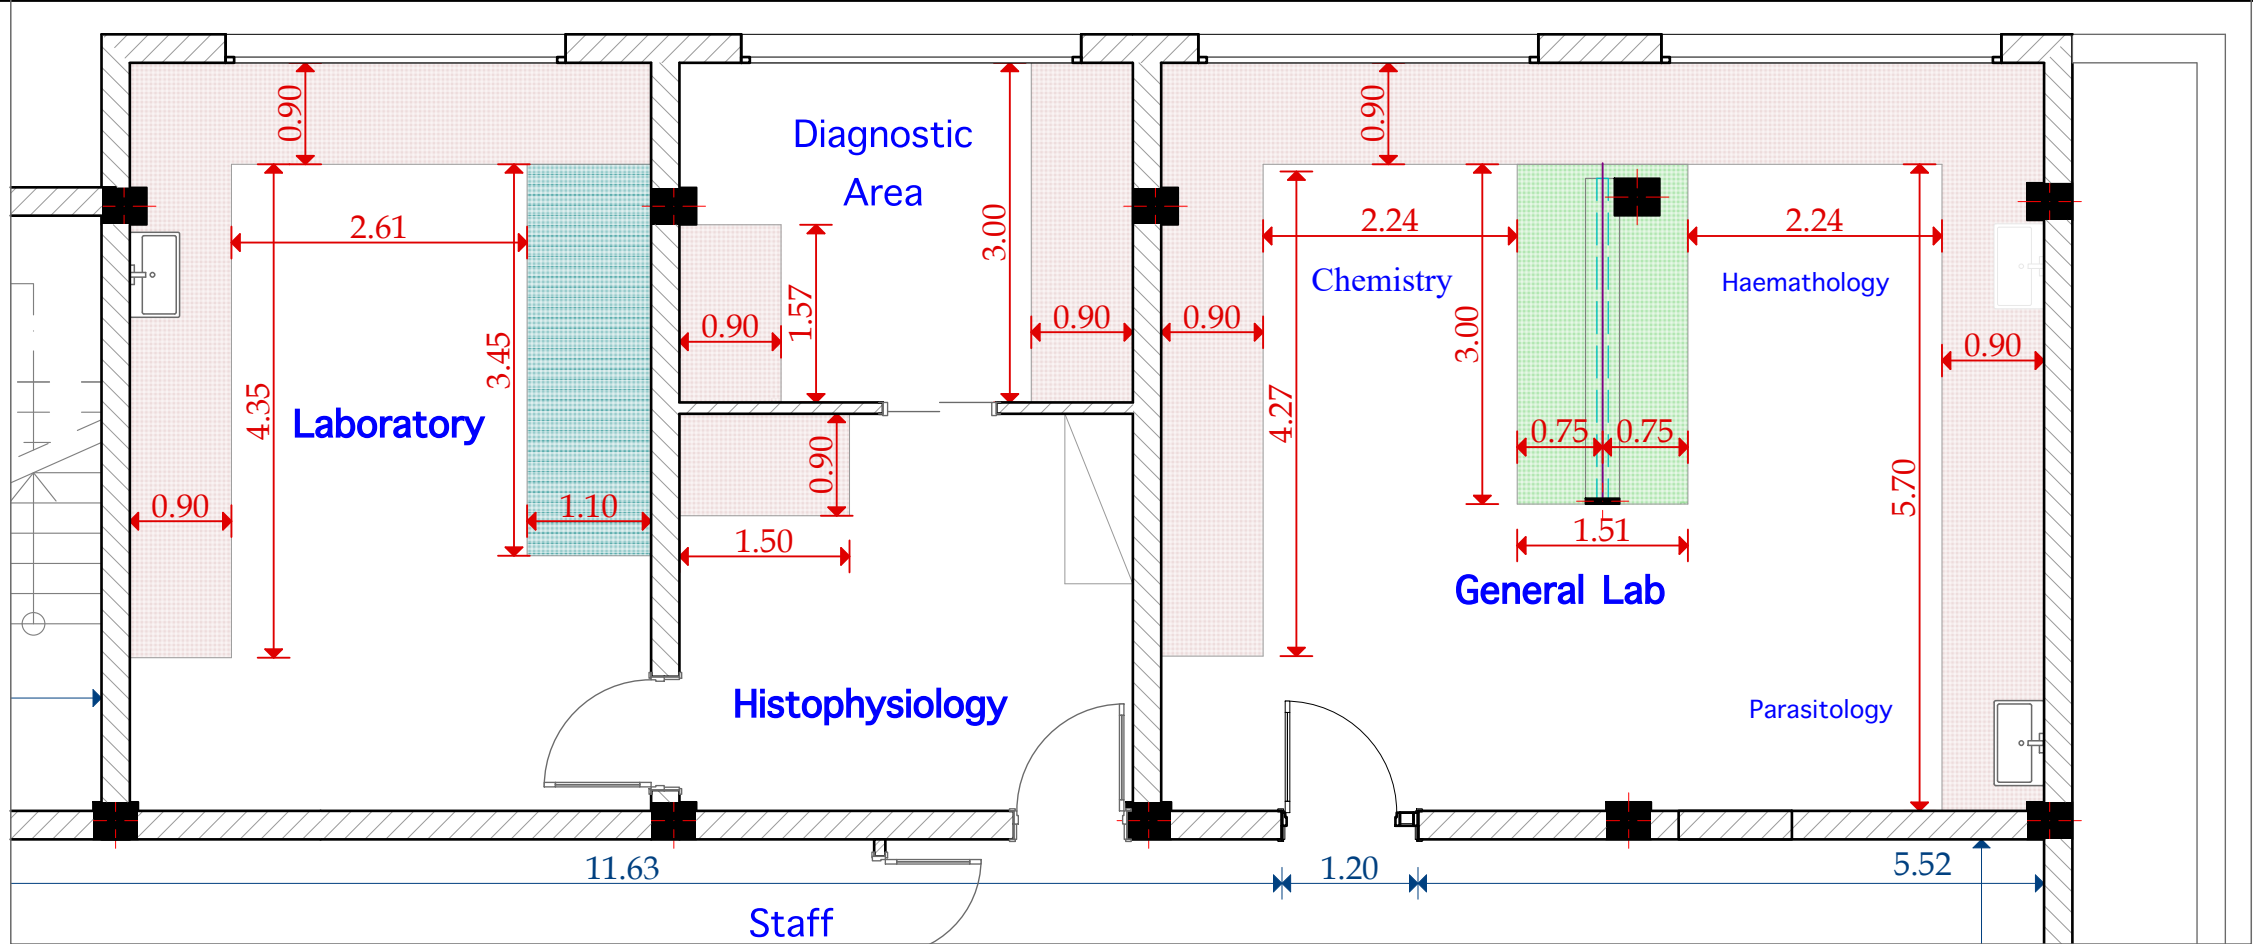 0.90
0.90
Diagnostic
Area
2.61
3.00
2.24
2.24
Chemistry
Haemathology
0.90
1.57
0.90
0.90
3.00
0.90
3.45
4.35
Laboratory
4.27
0.75
0.75
0.90
5.70
0.90
1.10
1.50
1.51
General Lab
Histophysiology
Parasitology
11.63
1.20
5.52
Staff